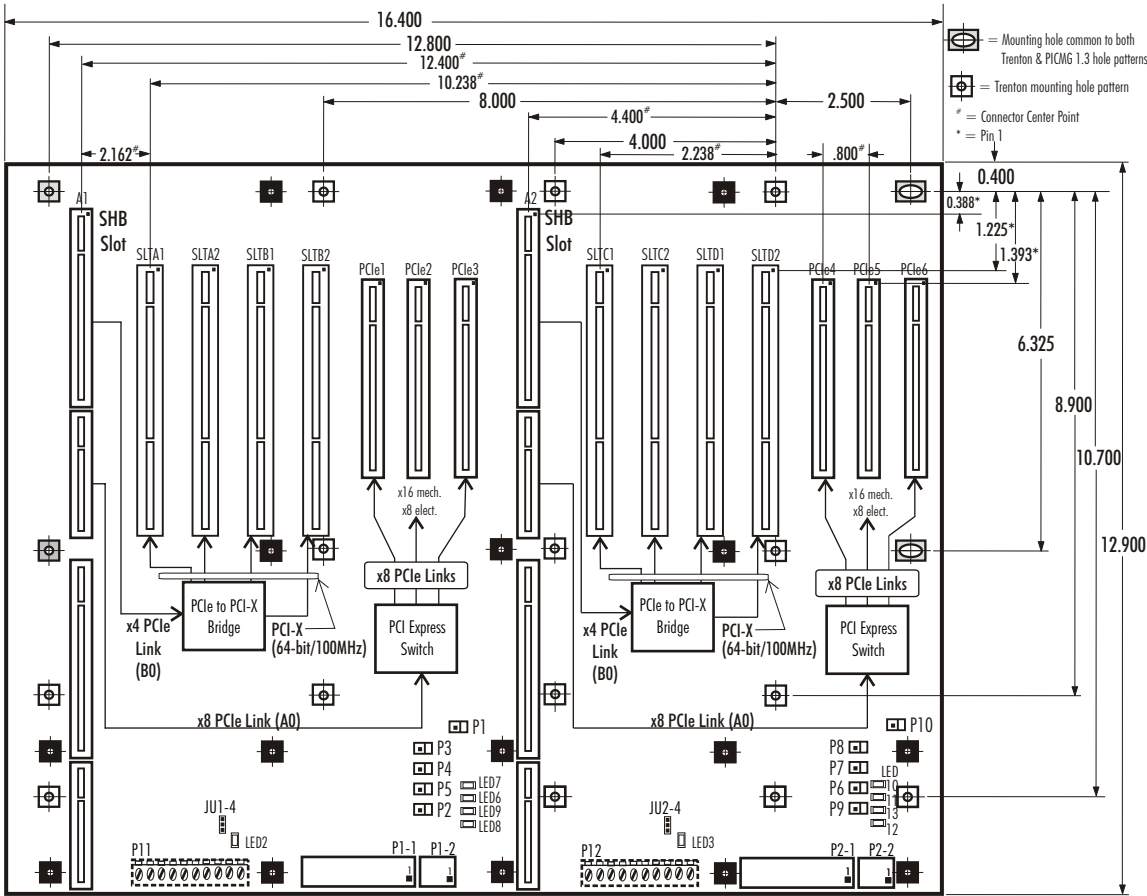 16.400
12.800
12.400#
10.238#
8.000
2.500
4.400#
4.000
2.162#
2.238#
.800#
= Mounting hole common to both
Trenton & PICMG 1.3 hole patterns
= Trenton mounting hole pattern
# = Connector Center Point
* = Pin 1
0.400
0.388*
1.225*
1.393*
6.325
8.900
10.700
12.900
A1
SHB
Slot
SLTA1
SLTA2
SLTB1
SLTB2
PCIe1
PCIe2
PCIe3
A2
SHB
Slot
SLTC1
SLTC2
SLTD1
SLTD2
PCIe4
PCIe5
PCIe6
x16 mech.
x8 elect.
x8 PCIe Links
PCIe to PCI-X
Bridge
PCI Express
Switch
x4 PCIe
Link
(B0)
PCI-X
(64-bit/100MHz)
x8 PCIe Link (A0)
x16 mech.
x8 elect.
x8 PCIe Links
PCIe to PCI-X
Bridge
PCI Express
Switch
x4 PCIe
Link
(B0)
PCI-X
(64-bit/100MHz)
x8 PCIe Link (A0)
P1
P3
P4
P5
P2
LED7
LED6
LED9
LED8
JU1-4
LED2
P11
P1-1
P1-2
1
1
P10
P8
P7
P6
P9
LED
10
11
13
12
JU2-4
LED3
P12
P2-1
P2-2
1
1